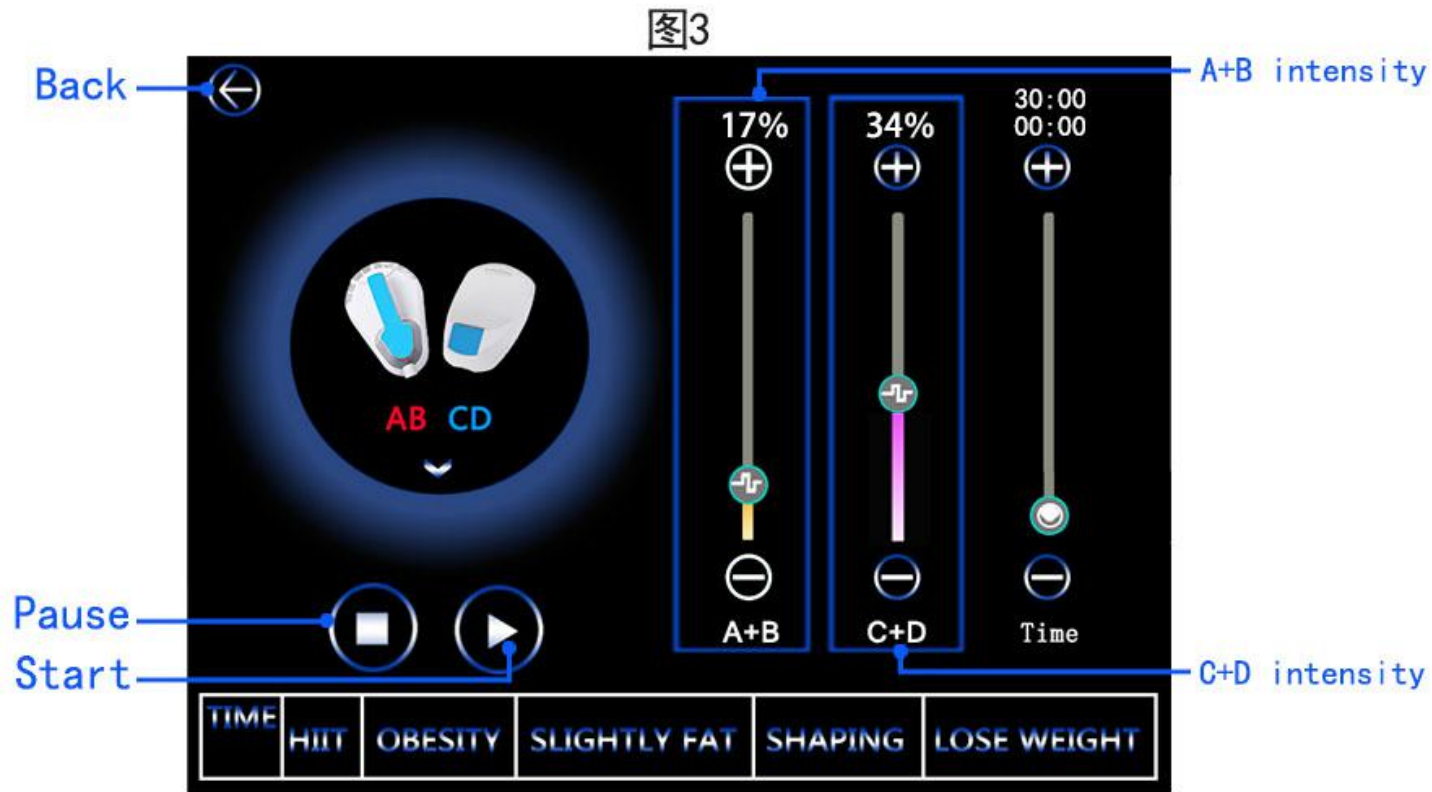 图3
Back
A+B intensity
17%
34%
30:00
00:00
AB CD
Pause
Start
A+B
C+D
Time
C+D intensity
TIME
HIIT
OBESITY
SLIGHTLY FAT
SHAPING
LOSE WEIGHT